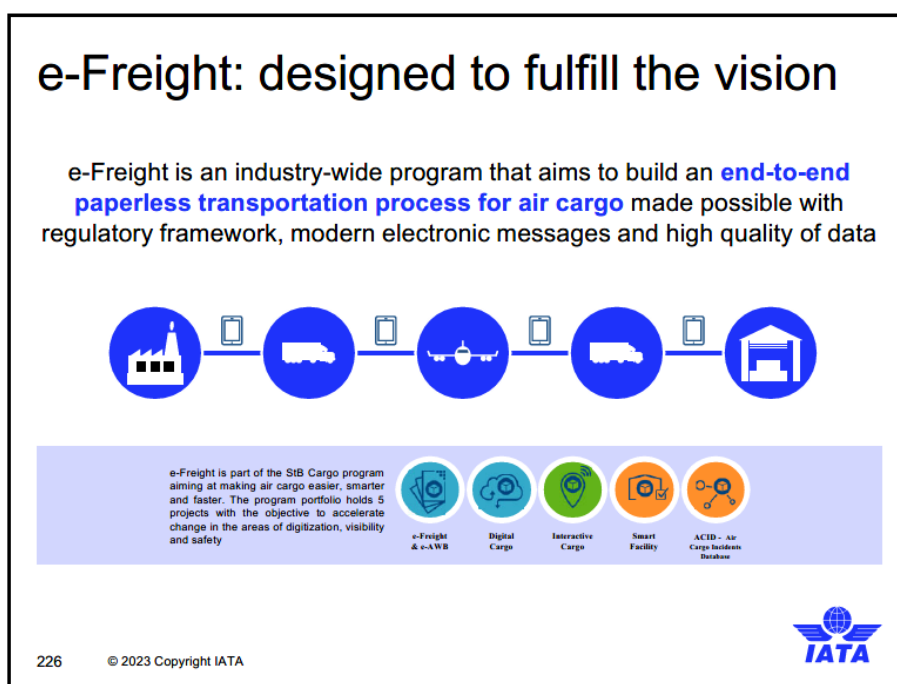 e-Freight: designed to fulfill the vision
e-Freight is an industry-wide program that aims to build an end-to-end
paperless transportation process for air cargo made possible with
regulatory framework, modern electronic messages and high quality of data
e-Freight is part of the StB Cargo program
aiming at making air cargo easier, smarter
and faster. The program portfolio holds 5
projects with the objective to accelerate
change in the areas of digitization, visibility
and safety
e-Freight
& e-AWB
Digital
Cargo
Interactive
Cargo
Smart
Facility
ACID - Air
Cargo Incidents
Database
226
© 2023 Copyright IATA
IATA